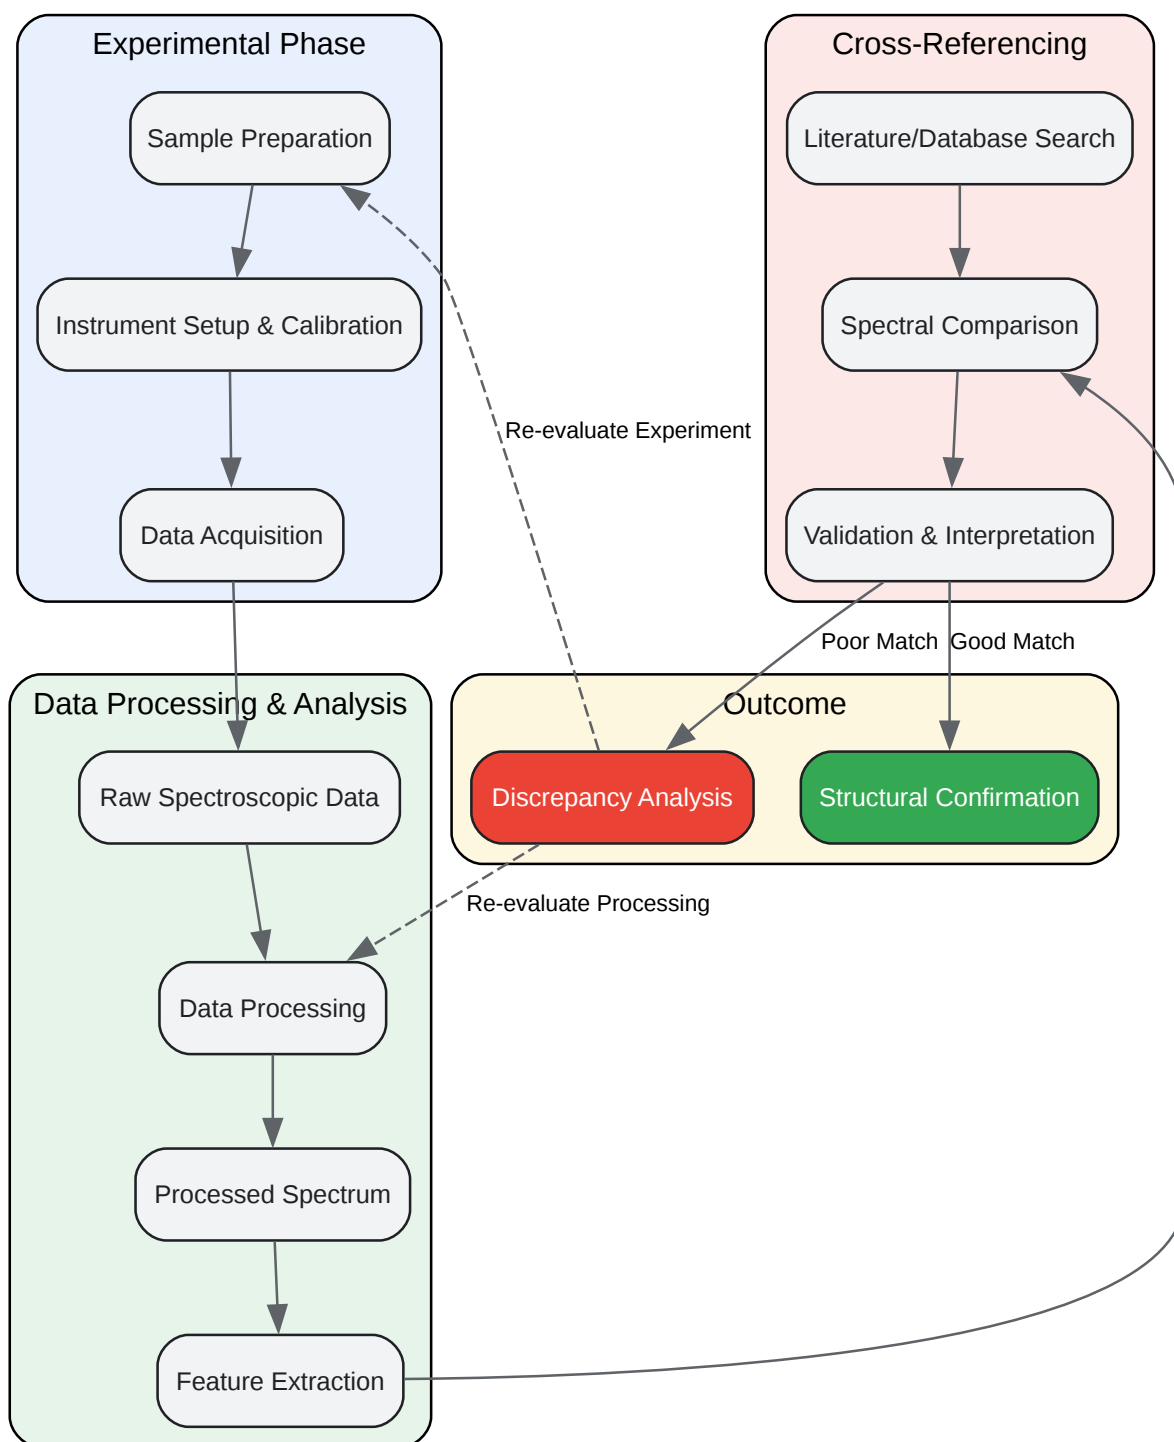 Experimental Phase
Sample Preparation
Instrument Setup & Calibration
Data Acquisition
Cross-Referencing
Literature/Database Search
Spectral Comparison
Re-evaluate Experiment
Validation & Interpretation
Poor Match
Good Match
Data Processing & Analysis
Raw Spectroscopic Data
Outcome
Discrepancy Analysis
Structural Confirmation
Re-evaluate Processing
Data Processing
Processed Spectrum
Feature Extraction